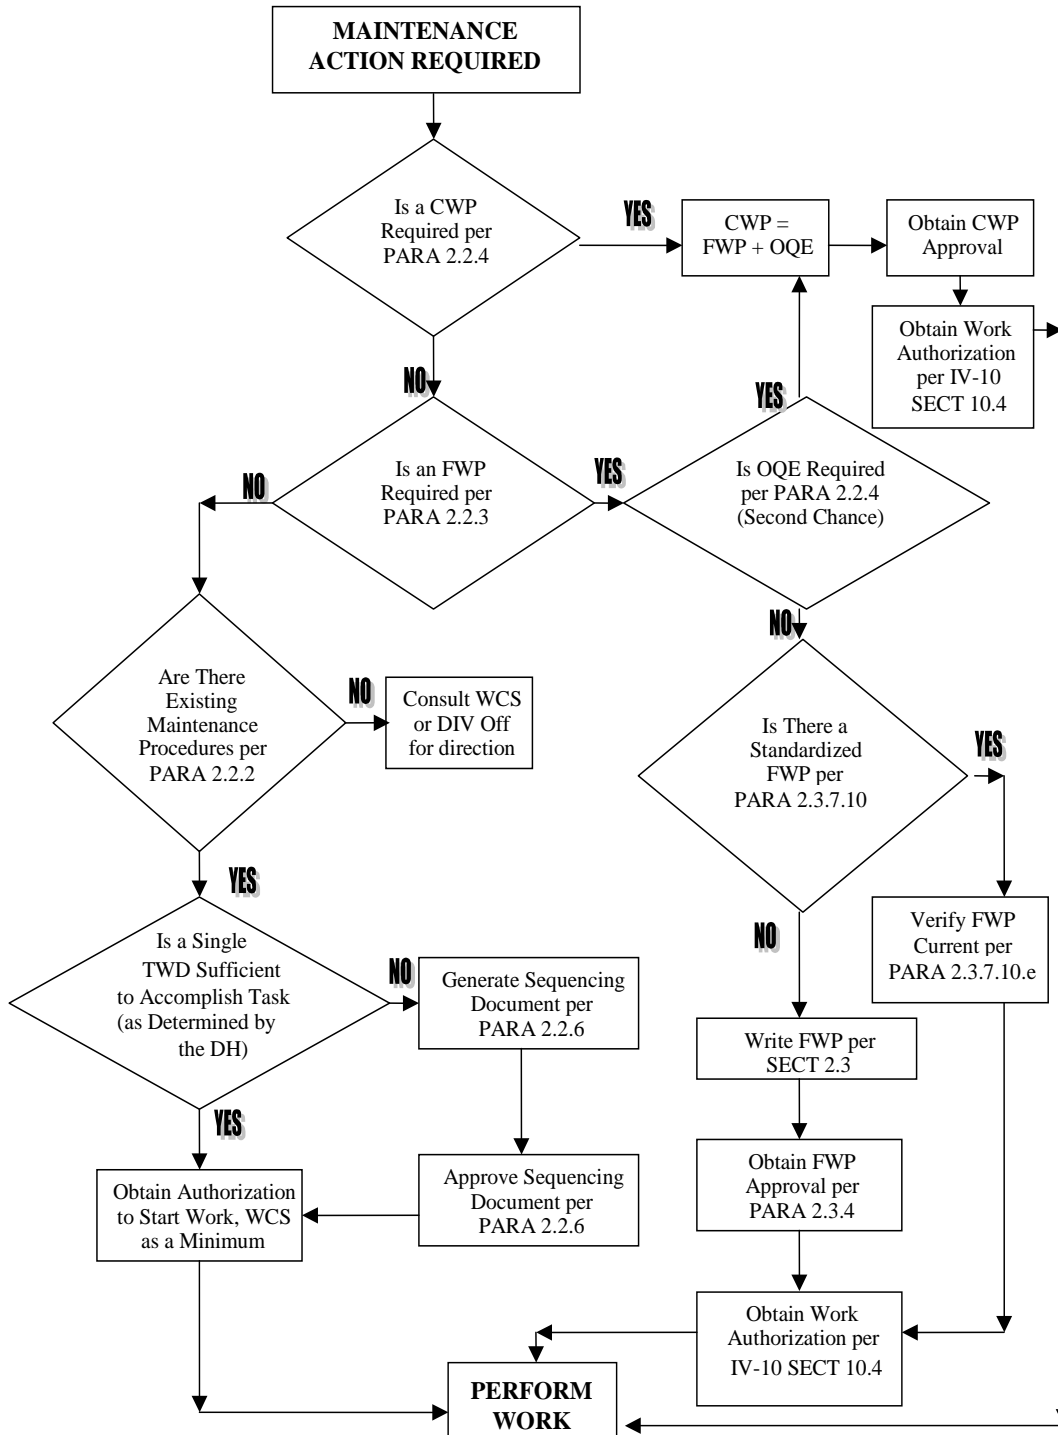 MAINTENANCE
ACTION REQUIRED
Is a CWP
Required per
PARA 2.2.4
YES
CWP =
FWP + OQE
Obtain CWP
Approval
Obtain Work
Authorization
per IV-10
SECT 10.4
NO
Is an FWP
Required per
PARA 2.2.3
NO
YES
Is OQE Required
per PARA 2.2.4
(Second Chance)
YES
NO
Are There
Existing
Maintenance
Procedures per
PARA 2.2.2
NO
Consult WCS
or DIV Off
for direction
Is There a
Standardized
FWP per
PARA 2.3.7.10
YES
Verify FWP
Current per
PARA 2.3.7.10.e
YES
Is a Single
TWD Sufficient
to Accomplish Task
(as Determined by
the DH)
NO
Generate Sequencing
Document per
PARA 2.2.6
NO
Write FWP per
SECT 2.3
YES
Obtain Authorization
to Start Work, WCS
as a Minimum
Approve Sequencing
Document per
PARA 2.2.6
Obtain FWP
Approval per
PARA 2.3.4
Obtain Work
Authorization per
IV-10 SECT 10.4
PERFORM
WORK